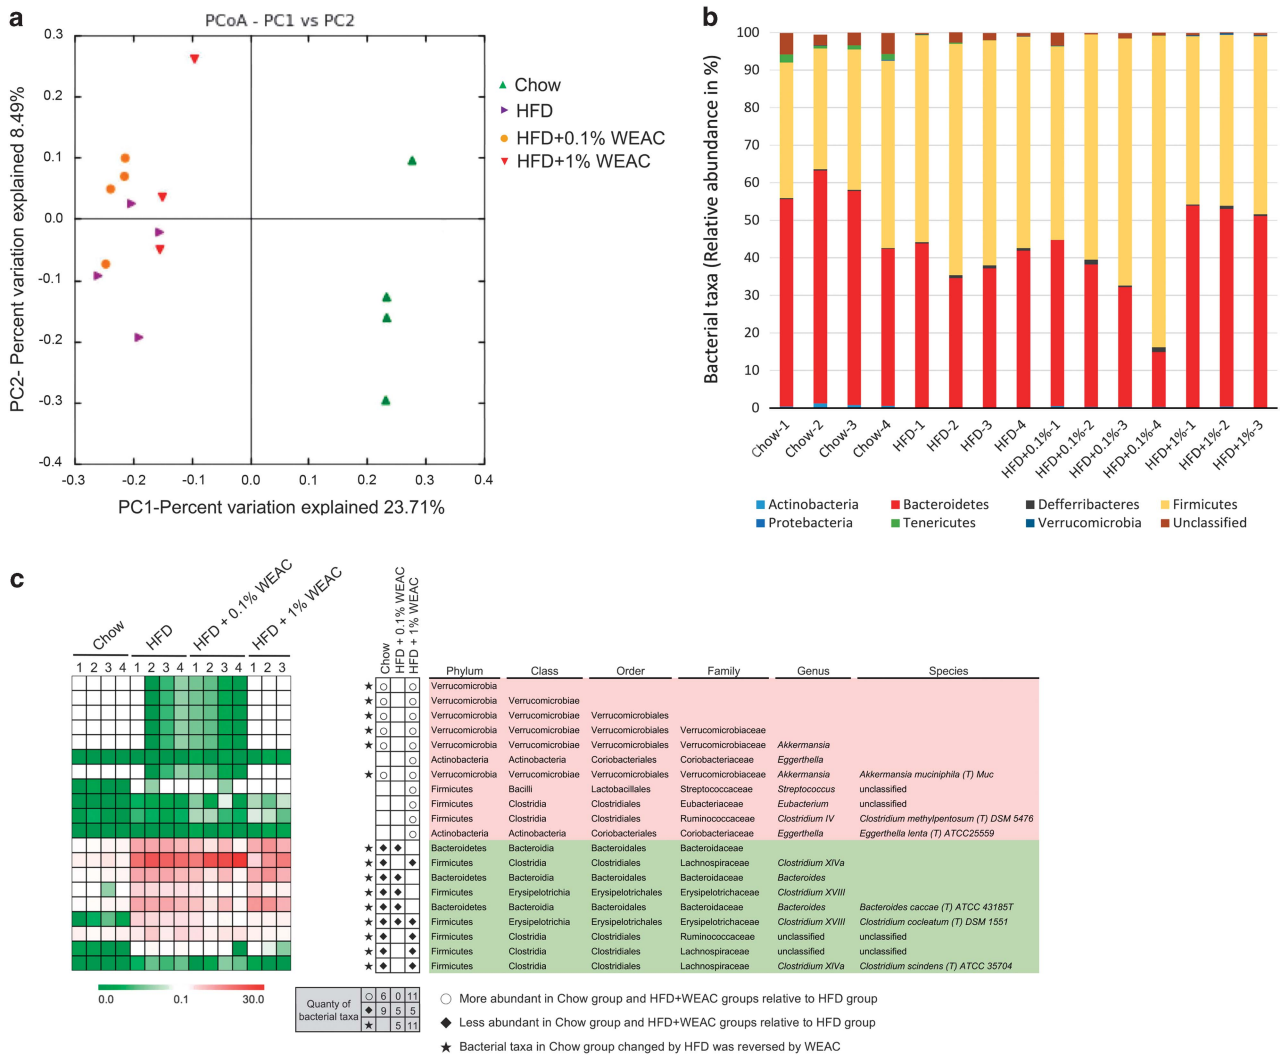 a
PCoA - PC1 vs PC2
0.3
0.2
0.1
0.0
-0.1
-0.2
-0.3
-0.4
-0.3
-0.2
-0.1
0.0
0.1
0.2
0.3
0.4
PC2- Percent variation explained 8.49%
PC1-Percent variation explained 23.71%
Chow
HFD
HFD+0.1% WEAC
HFD+1% WEAC
b
Bacterial taxa (Relative abundance in %)
100
90
80
70
60
50
40
30
20
10
0
Chow-1
Chow-2
Chow-3
Chow-4
HFD-1
HFD-2
HFD-3
HFD-4
HFD+0.1%-1
HFD+0.1%-2
HFD+0.1%-3
HFD+0.1%-4
HFD+1%-1
HFD+1%-2
HFD+1%-3
Actinobacteria Bacteroidetes Defferribacteres Firmicutes
Protebacteria Tenericutes Verrucomicrobia Unclassified
c
Chow HFD HFD + 0.1% WEAC HFD + 1% WEAC
1 2 3 4 1 2 3 4 1 2 3 4 1 2 3
0.0 0.1 30.0
Chow
HFD + 0.1% WEAC
HFD + 1% WEAC
Phylum Class Order Family Genus Species
★ ○ ○ Verrucomicrobia
★ ○ ○ Verrucomicrobia Verrucomicrobiae
★ ○ ○ Verrucomicrobia Verrucomicrobiae Verrucomicrobiales
★ ○ ○ Verrucomicrobia Verrucomicrobiae Verrucomicrobiales Verrucomicrobiaceae
★ ○ ○ Verrucomicrobia Verrucomicrobiae Verrucomicrobiales Verrucomicrobiaceae Akkermansia
○ Actinobacteria Actinobacteria Coriobacteriales Coriobacteriaceae Eggerthella
★ ○ ○ Verrucomicrobia Verrucomicrobiae Verrucomicrobiales Verrucomicrobiaceae Akkermansia Akkermansia muciniphila (T) Muc
○ Firmicutes Bacilli Lactobacillales Streptococcaceae Streptococcus unclassified
○ Firmicutes Clostridia Clostridiales Eubacteriaceae Eubacterium unclassified
○ Firmicutes Clostridia Clostridiales Ruminococcaceae Clostridium IV Clostridium methylpentosum (T) DSM 5476
○ Actinobacteria Actinobacteria Coriobacteriales Coriobacteriaceae Eggerthella Eggerthella lenta (T) ATCC25559
★ ◆ ◆ Bacteroidetes Bacteroidia Bacteroidales Bacteroidaceae
★ ◆ ◆ Firmicutes Clostridia Clostridiales Lachnospiraceae Clostridium XIVa
★ ◆ ◆ Bacteroidetes Bacteroidia Bacteroidales Bacteroidaceae Bacteroides
★ ◆ ◆ Firmicutes Erysipelotrichia Erysipelotrichales Erysipelotrichaceae Clostridium XVIII
★ ◆ ◆ Bacteroidetes Bacteroidia Bacteroidales Bacteroidaceae Bacteroides Bacteroides caccae (T) ATCC 43185T
★ ◆ ◆ ◆ Firmicutes Erysipelotrichia Erysipelotrichales Erysipelotrichaceae Clostridium XVIII Clostridium cocleatum (T) DSM 1551
★ ◆ ◆ Firmicutes Clostridia Clostridiales Ruminococcaceae unclassified unclassified
★ ◆ ◆ Firmicutes Clostridia Clostridiales Lachnospiraceae unclassified unclassified
★ ◆ ◆ Firmicutes Clostridia Clostridiales Lachnospiraceae Clostridium XIVa Clostridium scindens (T) ATCC 35704
Quanty of bacterial taxa
○ 6 0 11
◆ 9 5 5
★ 5 11
○ More abundant in Chow group and HFD+WEAC groups relative to HFD group
◆ Less abundant in Chow group and HFD+WEAC groups relative to HFD group
★ Bacterial taxa in Chow group changed by HFD was reversed by WEAC